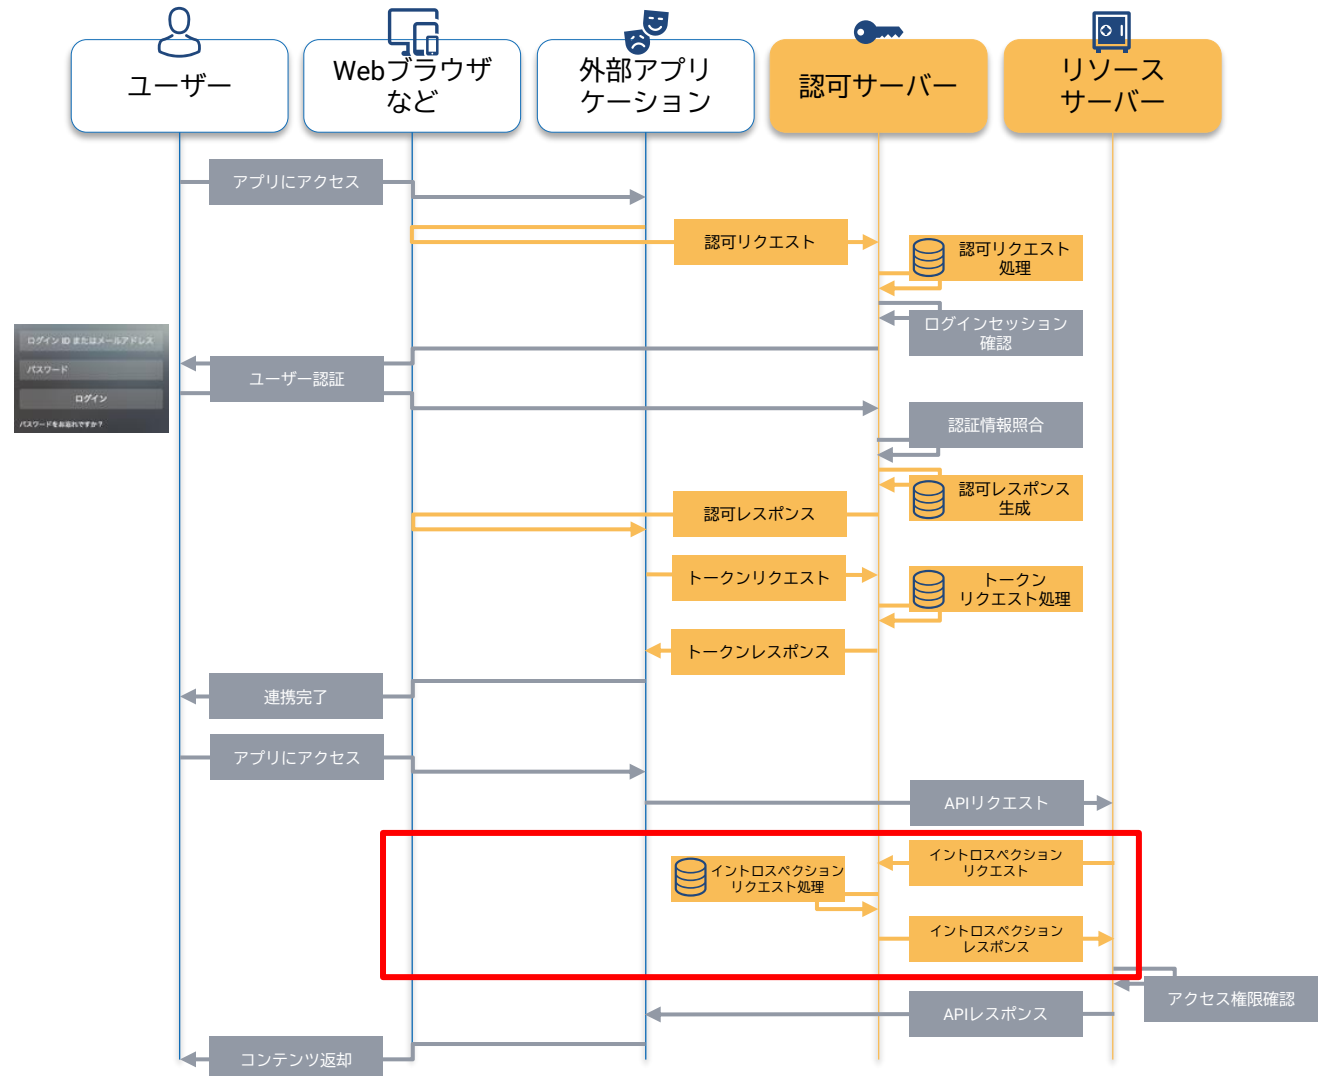 ユーザー
Webブラウザ
など
外部アプリ
ケーション
認可サーバー
リソース
サーバー
アプリにアクセス
認可リクエスト
認可リクエスト
処理
ログインセッション
確認
ログイン ID またはメールアドレス
パスワード
ログイン
パスワードをお忘れですか？
ユーザー認証
認証情報照合
認可レスポンス
生成
認可レスポンス
トークンリクエスト
トークン
リクエスト処理
トークンレスポンス
連携完了
アプリにアクセス
APIリクエスト
イントロスペクション
リクエスト
イントロスペクション
リクエスト処理
イントロスペクション
レスポンス
アクセス権限確認
APIレスポンス
コンテンツ返却